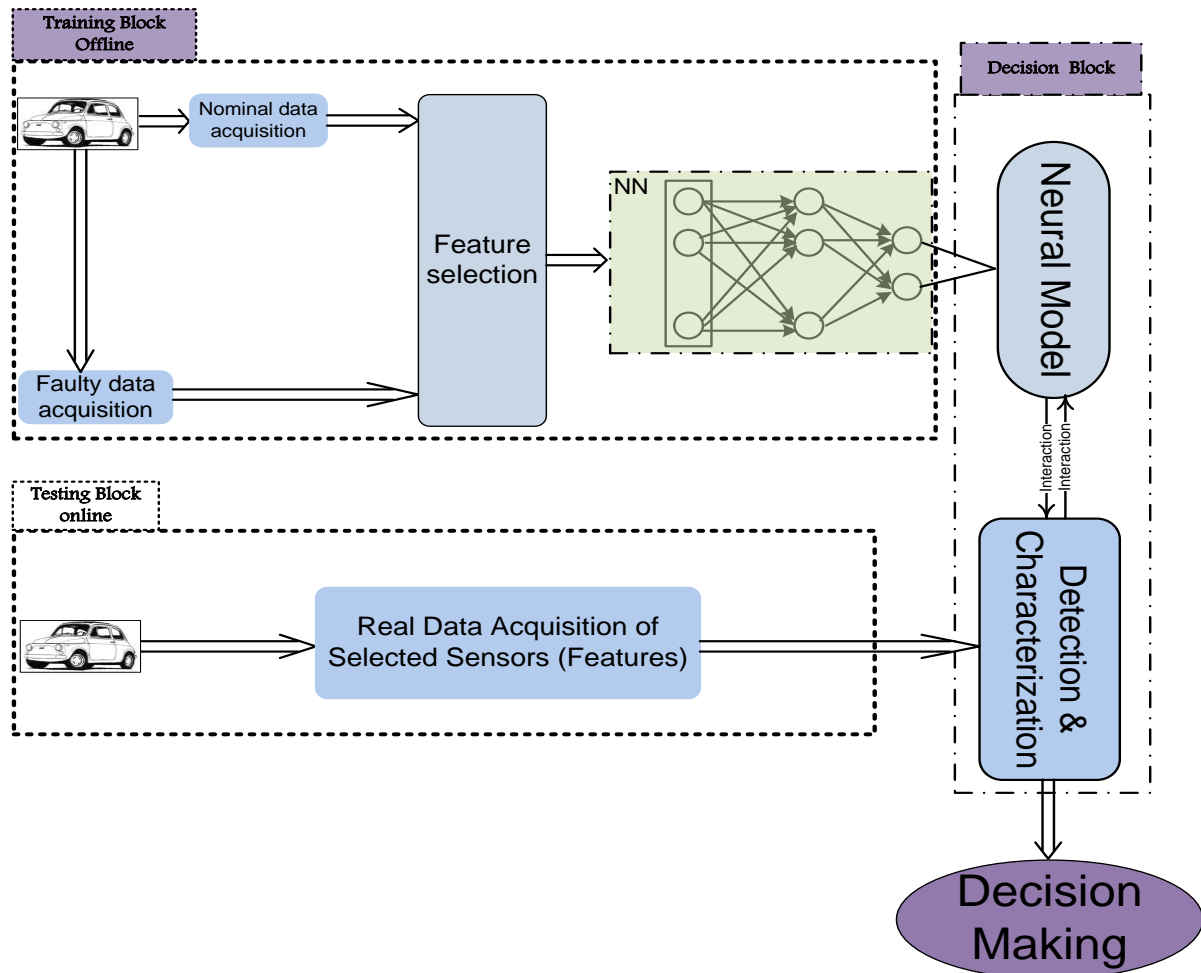 Training Block
Offline
Decision Block
Nominal data
acquisition
NN
Feature
selection
Neural Model
Faulty data
acquisition
Interaction
Interaction
Testing Block
online
Real Data Acquisition of
Selected Sensors (Features)
Detection &
Characterization
Decision
Making